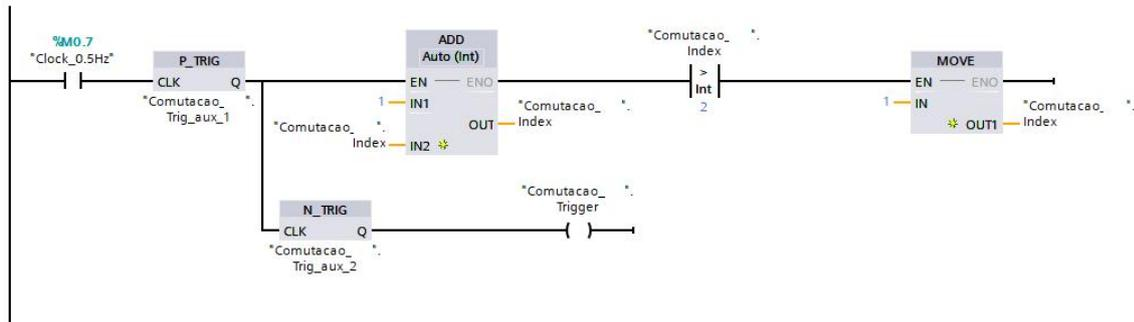 %M0.7
"Clock_0.5Hz"
P_TRIG
CLK Q
"Comutacao_ ".
Trig_aux_1
ADD
Auto (Int)
EN ENO
1 IN1
"Comutacao_ ".
Index IN2
OUT
"Comutacao_ ".
Index
"Comutacao_ ".
Index
>
Int
2
MOVE
EN ENO
1 IN
OUT1
"Comutacao_ ".
Index
N_TRIG
CLK Q
"Comutacao_ ".
Trig_aux_2
"Comutacao_ ".
Trigger